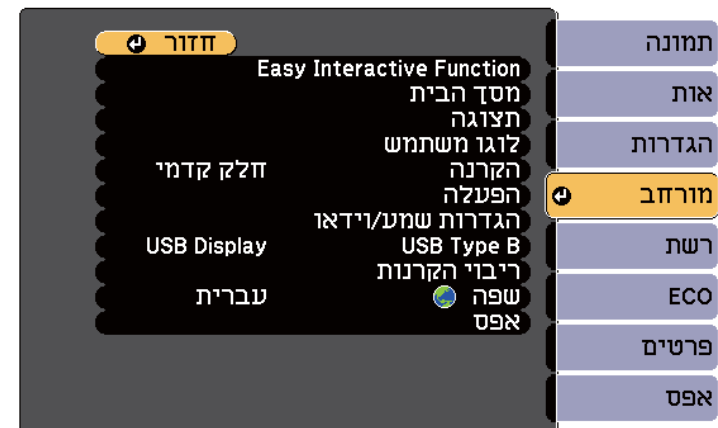 תמונה
אות
הגדרות
מורחב
רשת
ECO
פרטים
אפס
חזור
Easy Interactive Function
מסך הבית
תצוגה
לוגו משתמש
הקרנה חלק קדמי
הפעלה
הגדרות שמע/וידאו
USB Type B USB Display
ריבוי הקרנות
שפה עברית
אפס